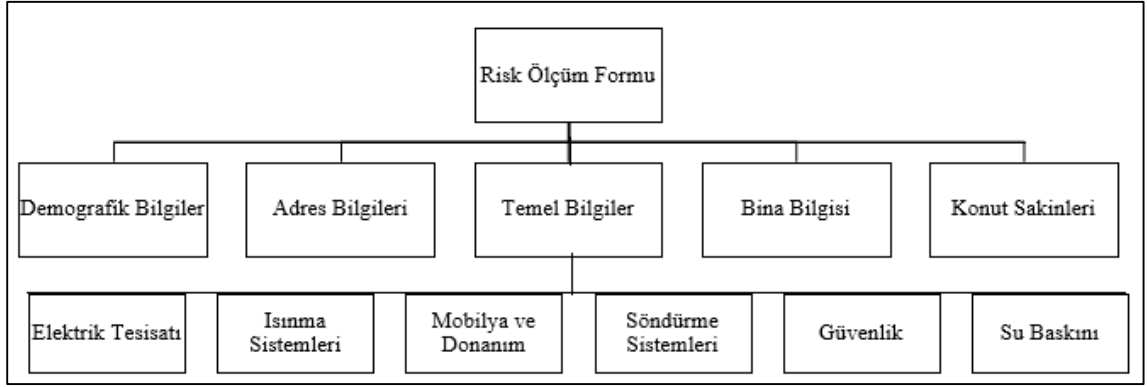 Risk Ölçüm Formu
Demografik Bilgiler
Adres Bilgileri
Temel Bilgiler
Bina Bilgisi
Konut Sakinleri
Elektrik Tesisatı
Isınma
Sistemleri
Mobilya ve
Donanım
Söndürme
Sistemleri
Güvenlik
Su Baskını